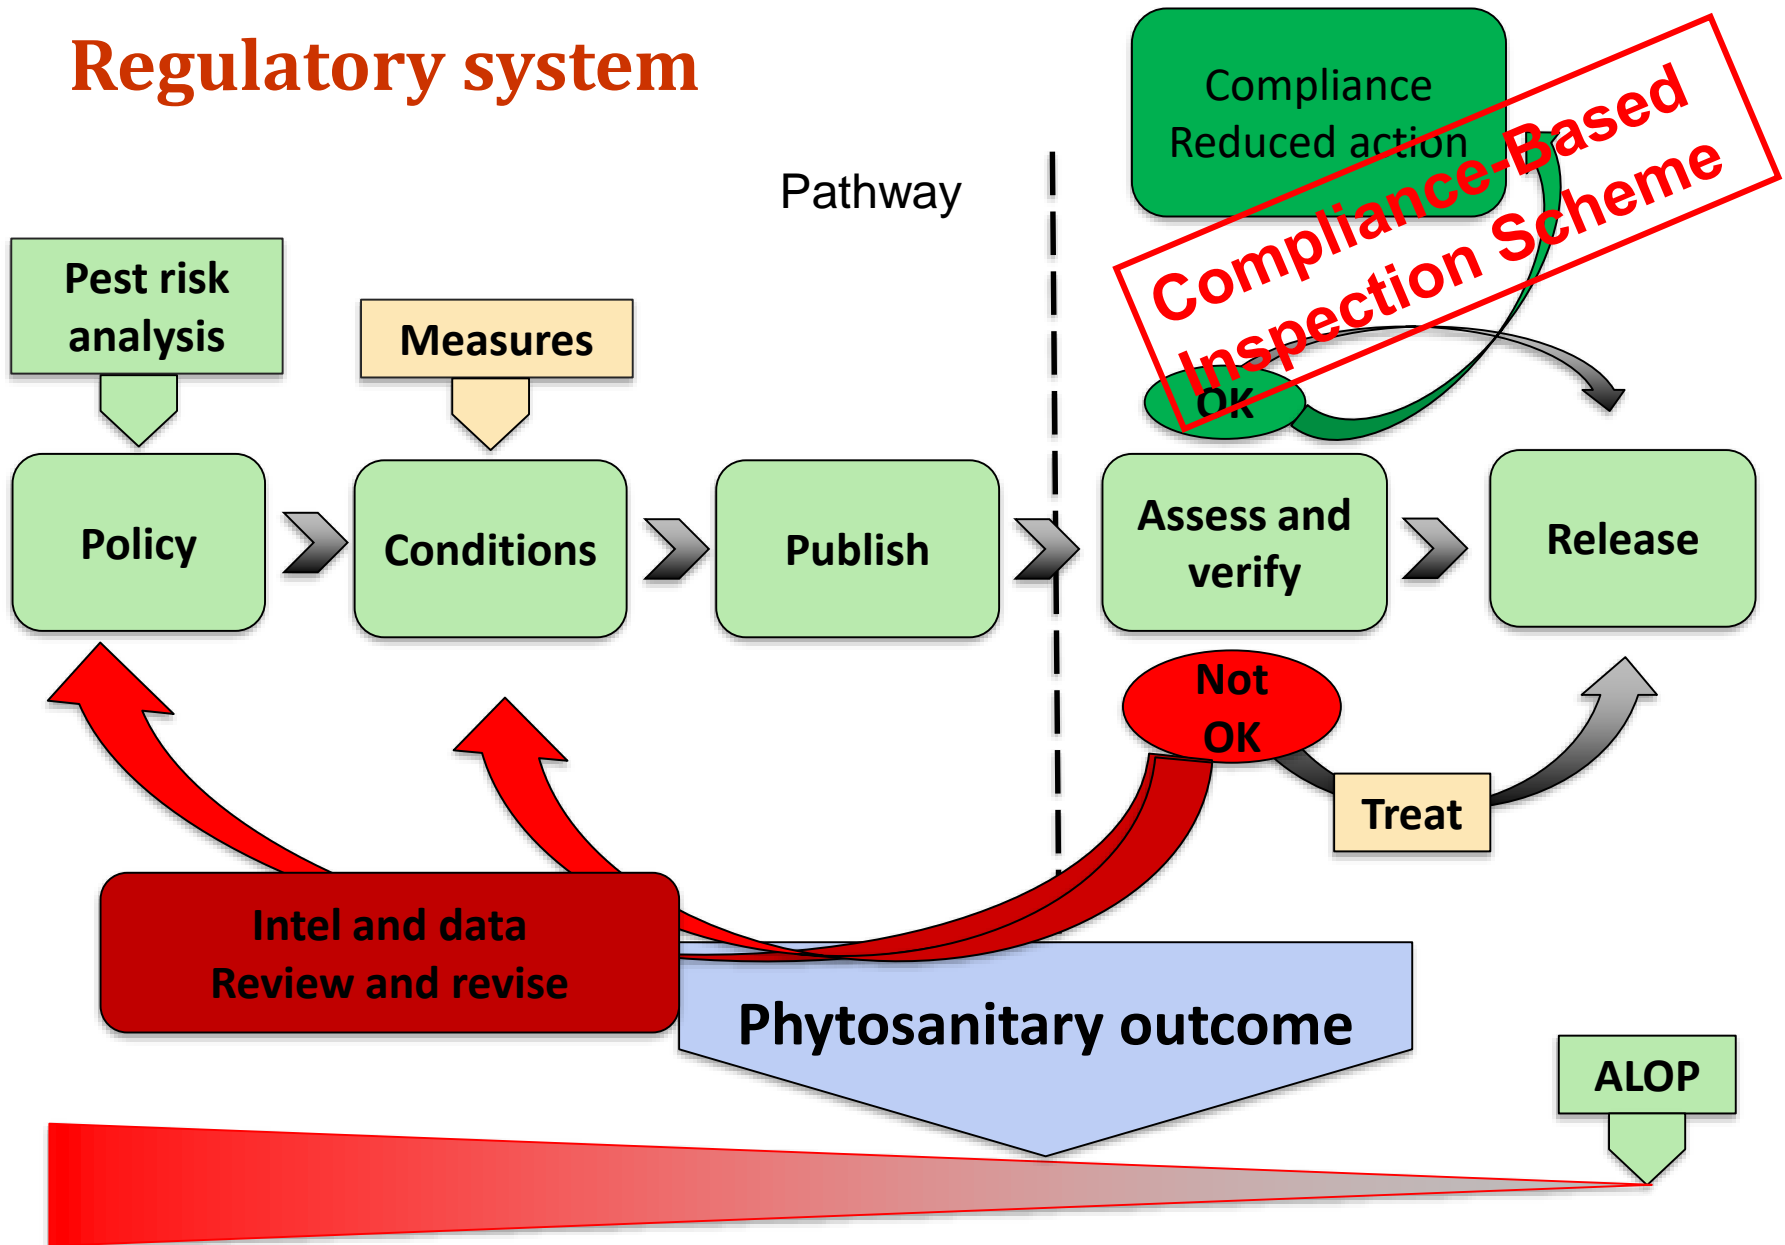 Regulatory system
Compliance
Reduced action
Compliance-Based
Inspection Scheme
Pathway
Pest risk
analysis
Measures
OK
Policy
Conditions
Publish
Assess and
verify
Release
Not
OK
Treat
Intel and data
Review and revise
Phytosanitary outcome
ALOP